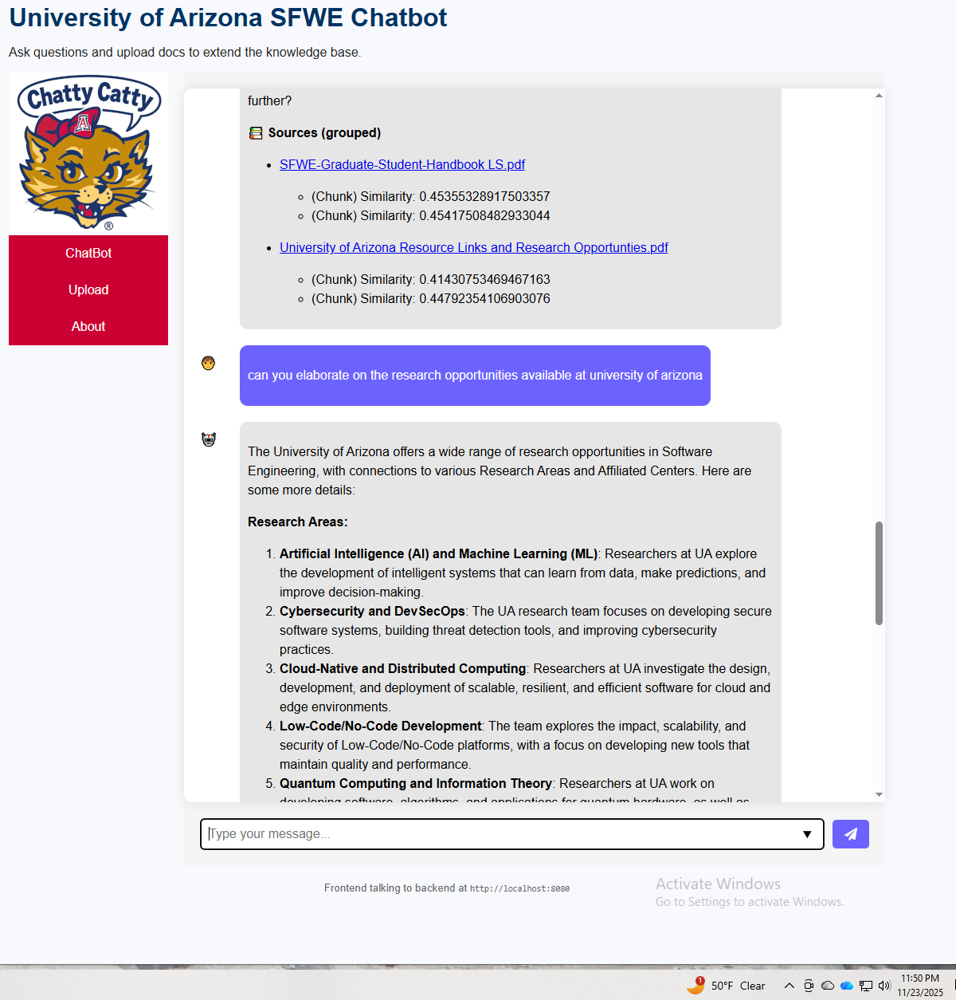 University of Arizona SFWE Chatbot
Ask questions and upload docs to extend the knowledge base.
Chatty Catty
A
®
ChatBot
Upload
About
further?
Sources (grouped)
SFWE-Graduate-Student-Handbook LS.pdf
(Chunk) Similarity: 0.45355328917503357
(Chunk) Similarity: 0.45417508482933044
University of Arizona Resource Links and Research Opportunties.pdf
(Chunk) Similarity: 0.41430753469467163
(Chunk) Similarity: 0.44792354106903076
can you elaborate on the research opportunities available at university of arizona
The University of Arizona offers a wide range of research opportunities in Software
Engineering, with connections to various Research Areas and Affiliated Centers. Here are
some more details:
Research Areas:
1. Artificial Intelligence (AI) and Machine Learning (ML): Researchers at UA explore
the development of intelligent systems that can learn from data, make predictions, and
improve decision-making.
2. Cybersecurity and DevSecOps: The UA research team focuses on developing secure
software systems, building threat detection tools, and improving cybersecurity
practices.
3. Cloud-Native and Distributed Computing: Researchers at UA investigate the design,
development, and deployment of scalable, resilient, and efficient software for cloud and
edge environments.
4. Low-Code/No-Code Development: The team explores the impact, scalability, and
security of Low-Code/No-Code platforms, with a focus on developing new tools that
maintain quality and performance.
5. Quantum Computing and Information Theory: Researchers at UA work on
developing software, algorithms, and applications for quantum hardware, as well as
Type your message...
Frontend talking to backend at http://localhost:8080
Activate Windows
Go to Settings to activate Windows.
1
50°F Clear
11:50 PM
11/23/2025